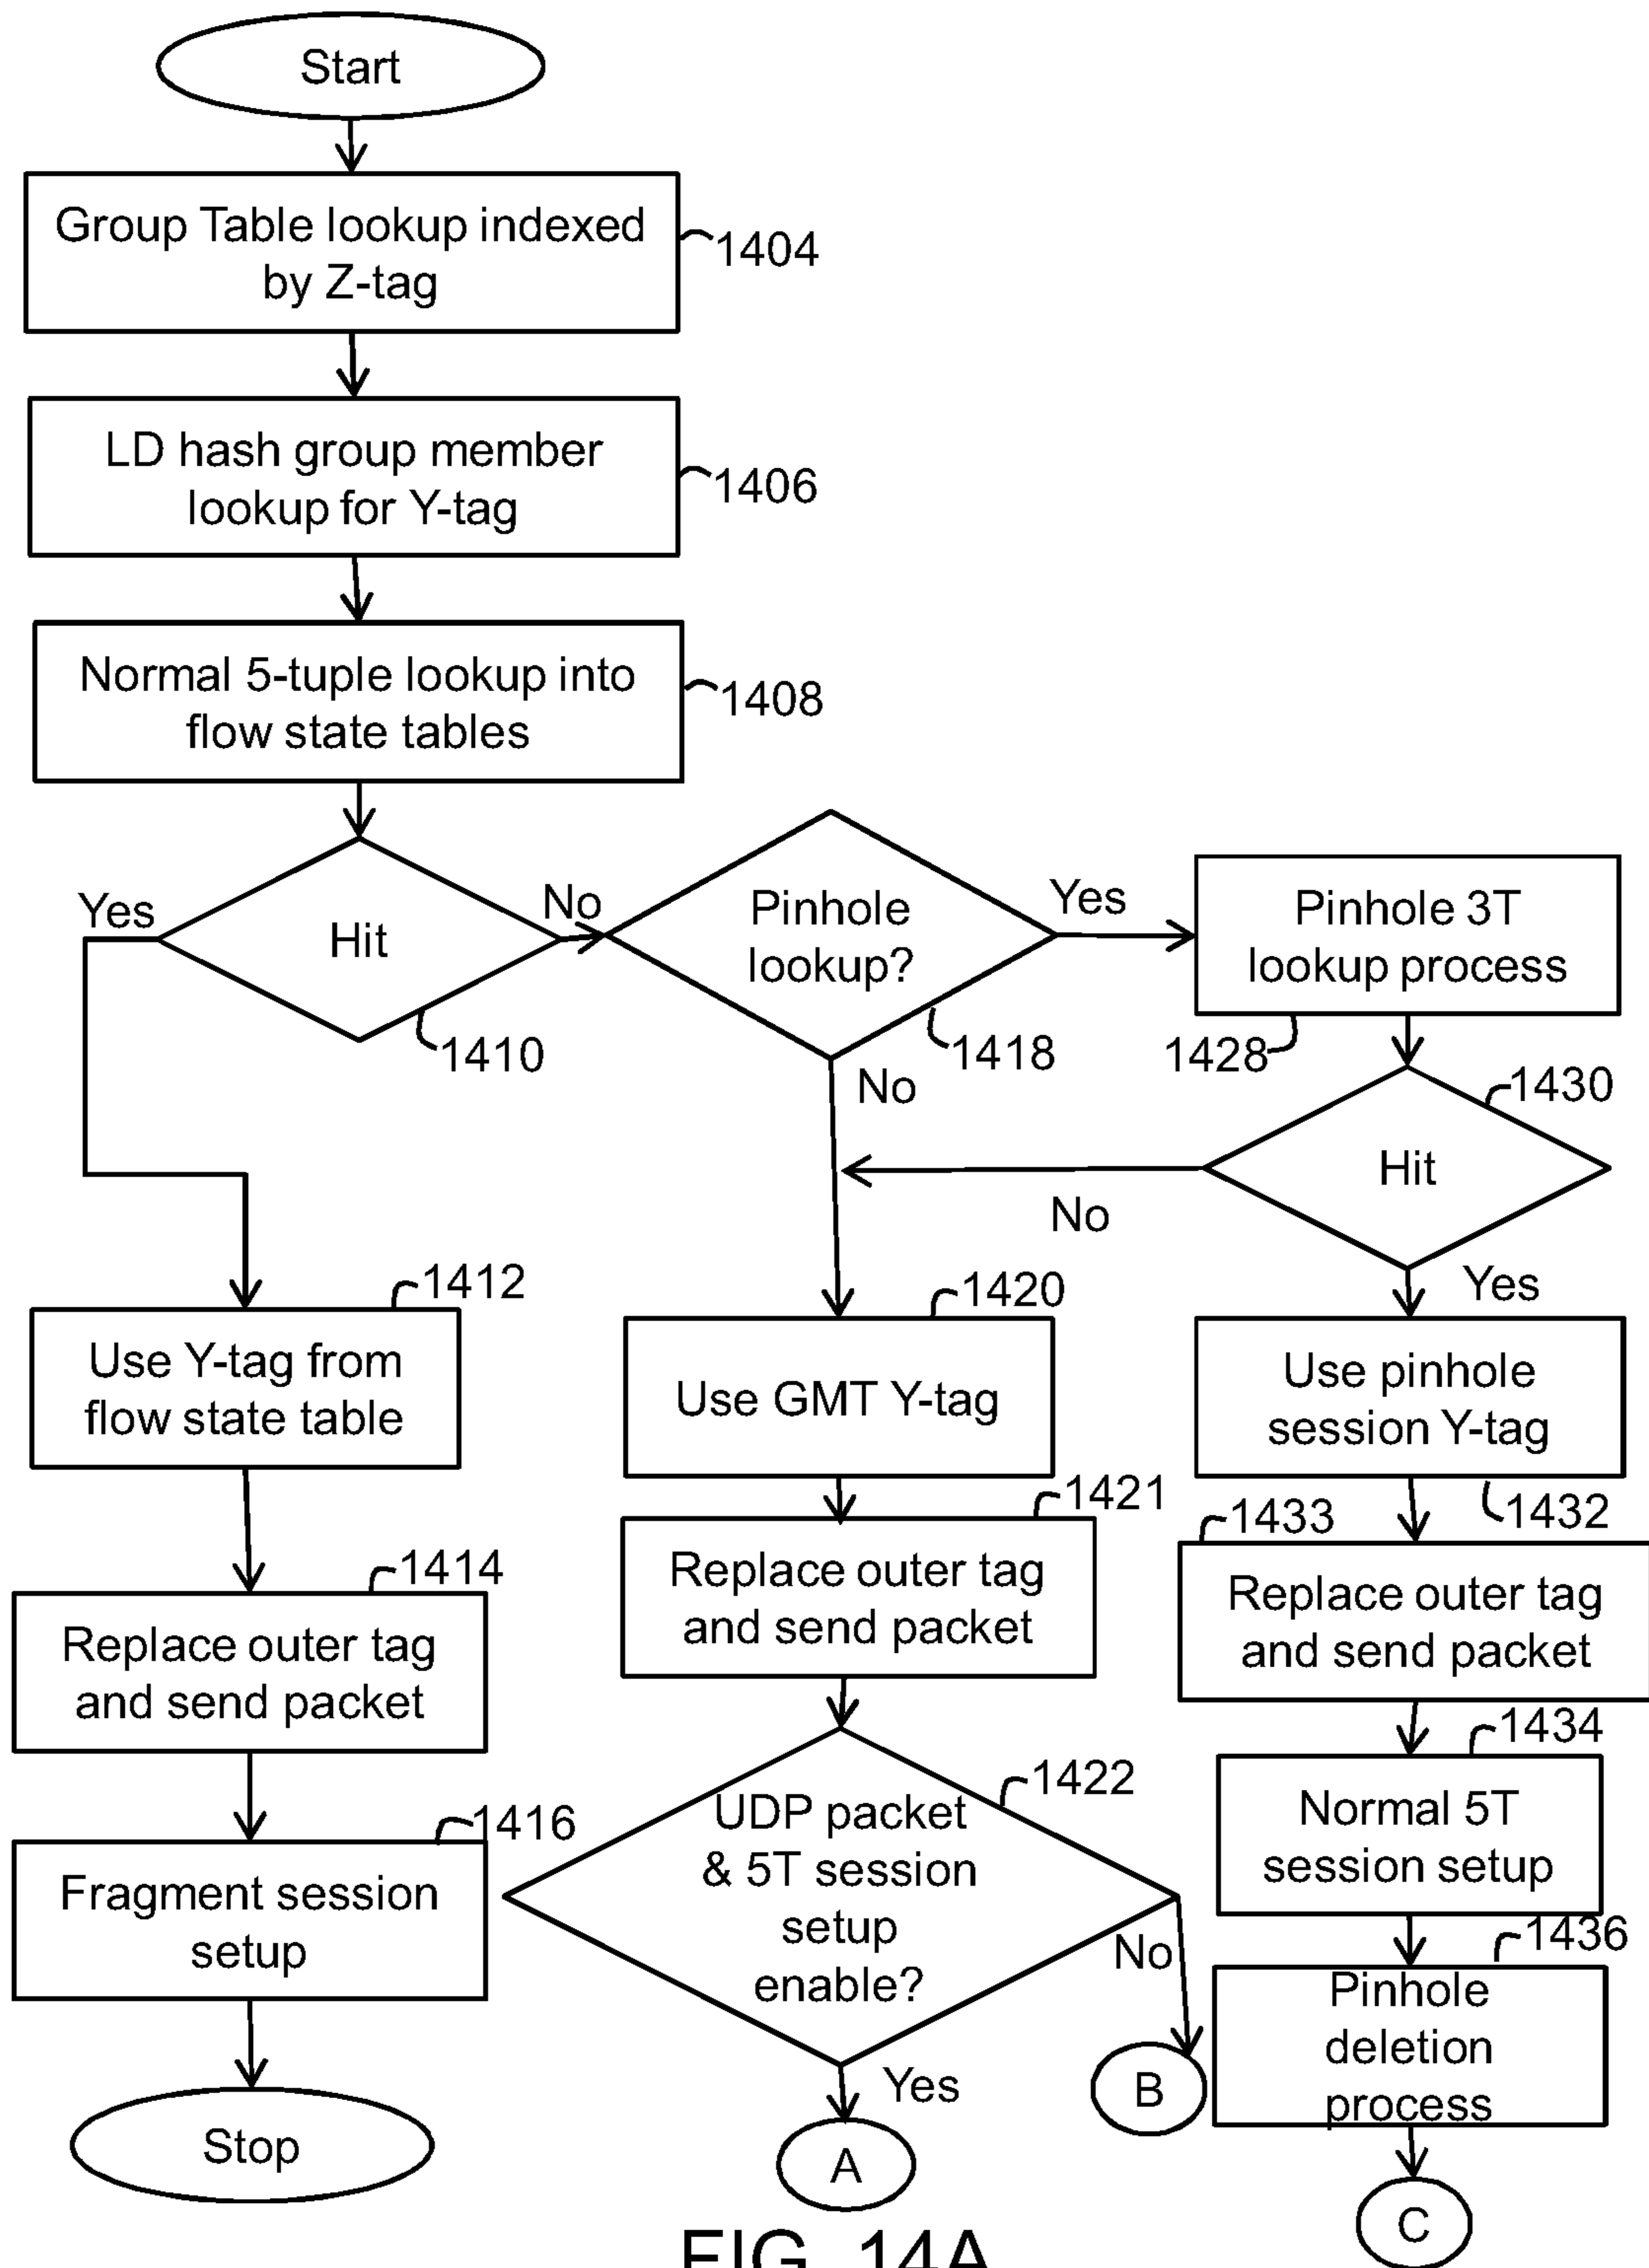 Start
Group Table lookup indexed
by Z-tag
1404
LD hash group member
lookup for Y-tag
1406
Normal 5-tuple lookup into
flow state tables
1408
Yes
Hit
No
1410
Pinhole
lookup?
Yes
1418
No
Pinhole 3T
lookup process
1428
1430
Hit
No
Yes
1412
Use Y-tag from
flow state table
1420
Use GMT Y-tag
Use pinhole
session Y-tag
1432
1414
Replace outer tag
and send packet
1421
Replace outer tag
and send packet
1433
Replace outer tag
and send packet
1416
Fragment session
setup
1422
UDP packet
& 5T session
setup
enable?
No
Yes
1434
Normal 5T
session setup
1436
Pinhole
deletion
process
Stop
A
B
C
FIG. 14A